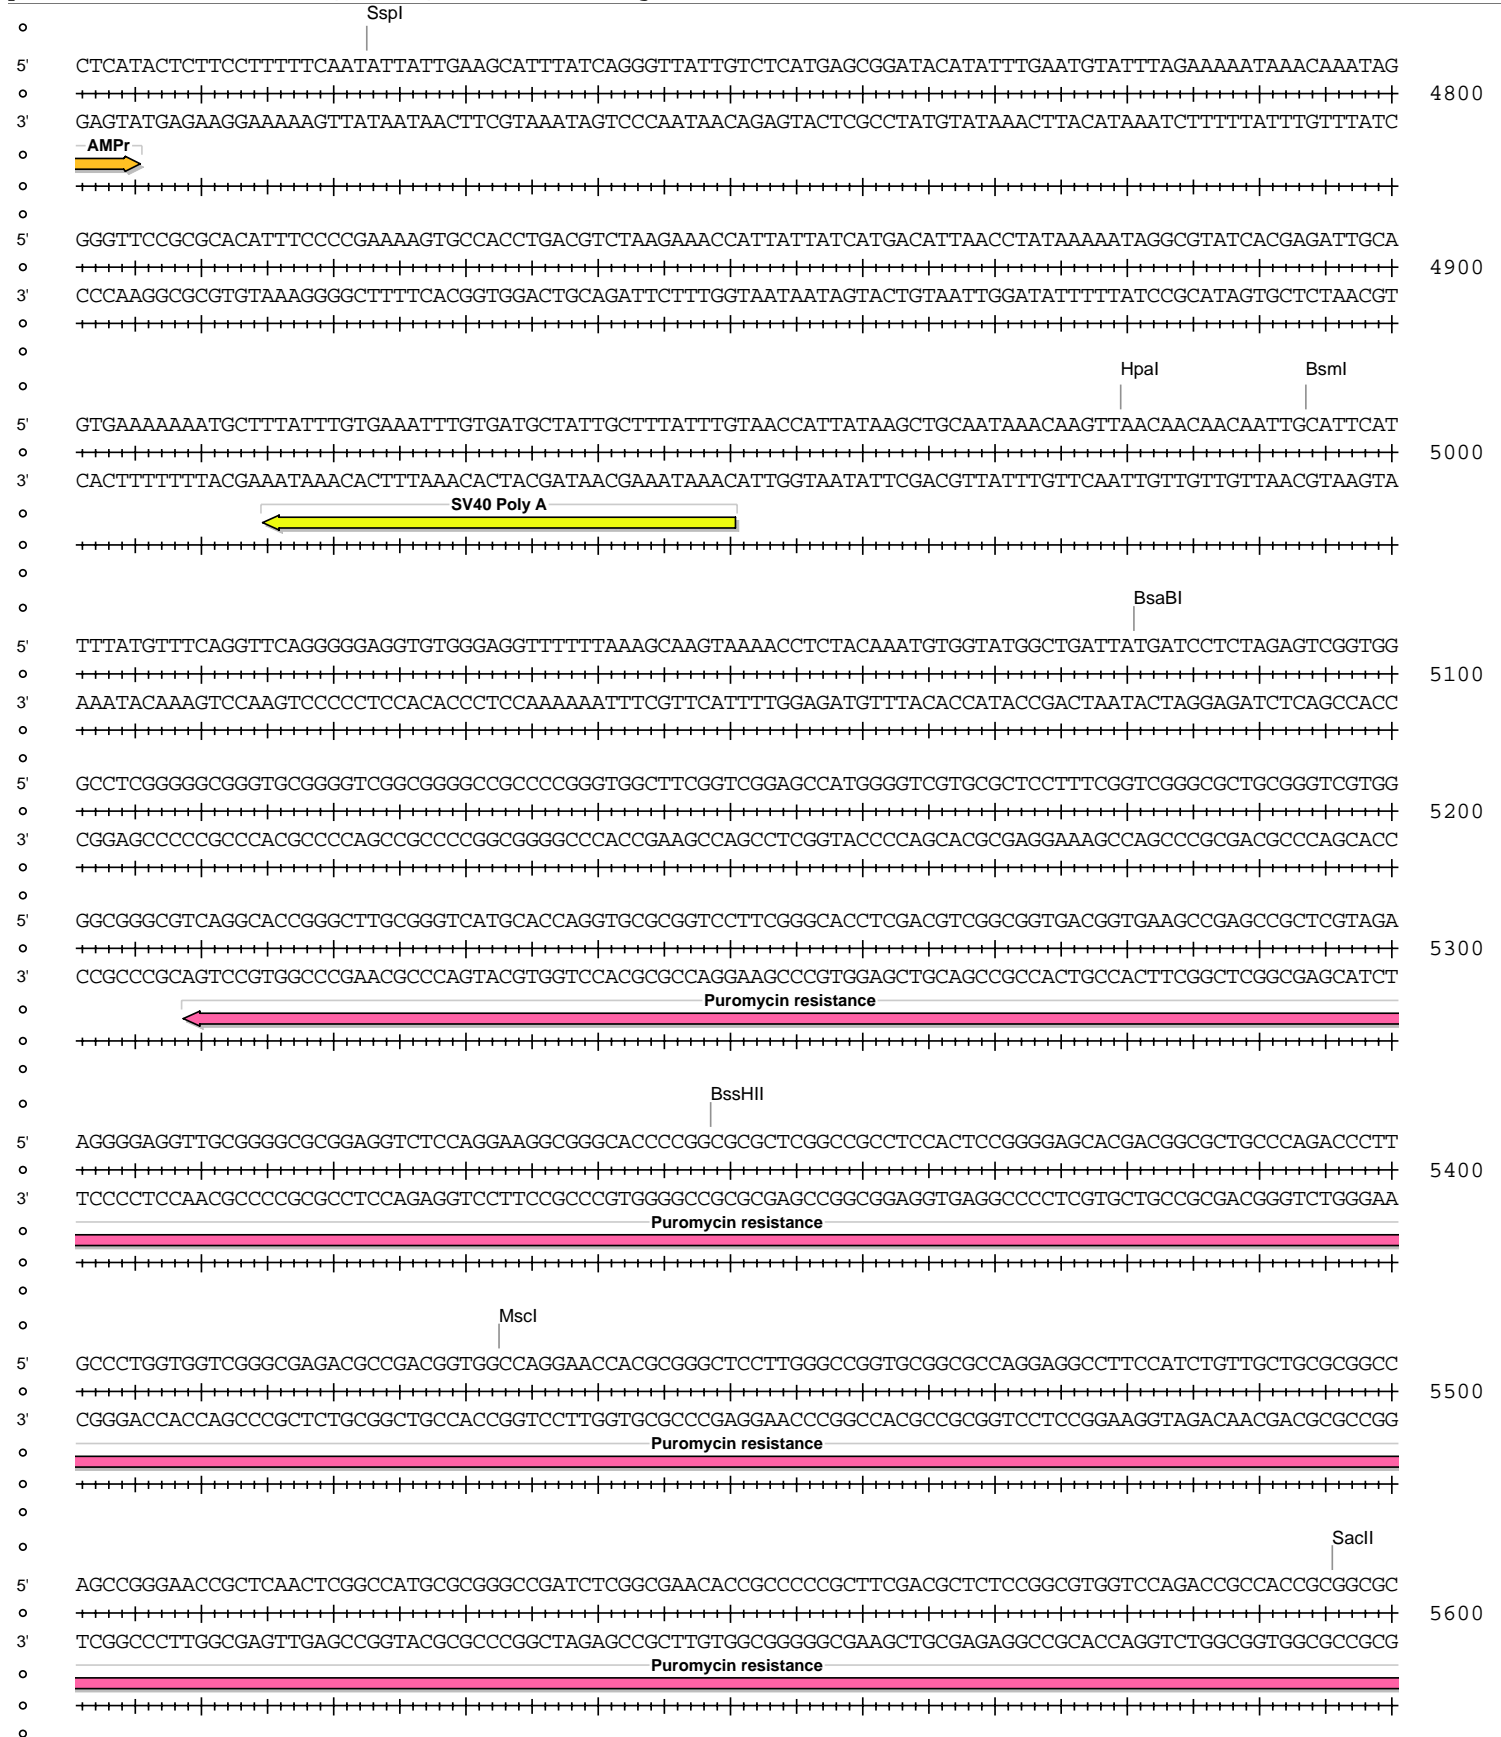 SspI
5' CTCATACTCTTCCTTTTTCAATATTATTGAAGCATTTATCAGGGTTATTGTCTCATGAGCGGATACATATTTGAATGTATTTAGAAAAATAAACAAATAG
4800
3' GAGTATGAGAAGGAAAAAGTTATAATAACTTCGTAAATAGTCCCAATAACAGAGTACTCGCCTATGTATAAACTTACATAAATCTTTTTATTTGTTTATC
AMPr
5' GGGTTCCGCGCACATTTCCCCGAAAAGTGCCACCTGACGTCTAAGAAACCATTATTATCATGACATTAACCTATAAAAATAGGCGTATCACGAGATTGCA
4900
3' CCCAAGGCGCGTGTAAAGGGGCTTTTCACGGTGGACTGCAGATTCTTTGGTAATAATAGTACTGTAATTGGATATTTTTATCCGCATAGTGCTCTAACGT
HpaI BsmI
5' GTGAAAAAAATGCTTTATTTGTGAAATTTGTGATGCTATTGCTTTATTTGTAACCATTATAAGCTGCAATAAACAAGTTAACAACAACAATTGCATTCAT
5000
3' CACTTTTTTTACGAAATAAACACTTTAAACACTACGATAACGAAATAAACATTGGTAATATTCGACGTTATTTGTTCAATTGTTGTTGTTAACGTAAGTA
SV40 Poly A
BsaBI
5' TTTATGTTTCAGGTTCAGGGGGAGGTGTGGGAGGTTTTTTAAAGCAAGTAAAACCTCTACAAATGTGGTATGGCTGATTATGATCCTCTAGAGTCGGTGG
5100
3' AAATACAAAGTCCAAGTCCCCCTCCACACCCTCCAAAAAATTTCGTTCATTTTGGAGATGTTTACACCATACCGACTAATACTAGGAGATCTCAGCCACC
5' GCCTCGGGGGCGGGTGCGGGGTCGGCGGGGCCGCCCCGGGTGGCTTCGGTCGGAGCCATGGGGTCGTGCGCTCCTTTCGGTCGGGCGCTGCGGGTCGTGG
5200
3' CGGAGCCCCCGCCCACGCCCCAGCCGCCCCGGCGGGGCCCACCGAAGCCAGCCTCGGTACCCCAGCACGCGAGGAAAGCCAGCCCGCGACGCCCAGCACC
5' GGCGGGCGTCAGGCACCGGGCTTGCGGGTCATGCACCAGGTGCGCGGTCCTTCGGGCACCTCGACGTCGGCGGTGACGGTGAAGCCGAGCCGCTCGTAGA
5300
3' CCGCCCGCAGTCCGTGGCCCGAACGCCCAGTACGTGGTCCACGCGCCAGGAAGCCCGTGGAGCTGCAGCCGCCACTGCCACTTCGGCTCGGCGAGCATCT
Puromycin resistance
BssHII
5' AGGGGAGGTTGCGGGGCGCGGAGGTCTCCAGGAAGGCGGGCACCCCGGCGCGCTCGGCCGCCTCCACTCCGGGGAGCACGACGGCGCTGCCCAGACCCTT
5400
3' TCCCCTCCAACGCCCCGCGCCTCCAGAGGTCCTTCCGCCCGTGGGGCCGCGCGAGCCGGCGGAGGTGAGGCCCCTCGTGCTGCCGCGACGGGTCTGGGAA
Puromycin resistance
MscI
5' GCCCTGGTGGTCGGGCGAGACGCCGACGGTGGCCAGGAACCACGCGGGCTCCTTGGGCCGGTGCGGCGCCAGGAGGCCTTCCATCTGTTGCTGCGCGGCC
5500
3' CGGGACCACCAGCCCGCTCTGCGGCTGCCACCGGTCCTTGGTGCGCCCGAGGAACCCGGCCACGCCGCGGTCCTCCGGAAGGTAGACAACGACGCGCCGG
Puromycin resistance
SacII
5' AGCCGGGAACCGCTCAACTCGGCCATGCGCGGGCCGATCTCGGCGAACACCGCCCCCGCTTCGACGCTCTCCGGCGTGGTCCAGACCGCCACCGCGGCGC
5600
3' TCGGCCCTTGGCGAGTTGAGCCGGTACGCGCCCGGCTAGAGCCGCTTGTGGCGGGGGCGAAGCTGCGAGAGGCCGCACCAGGTCTGGCGGTGGCGCCGCG
Puromycin resistance